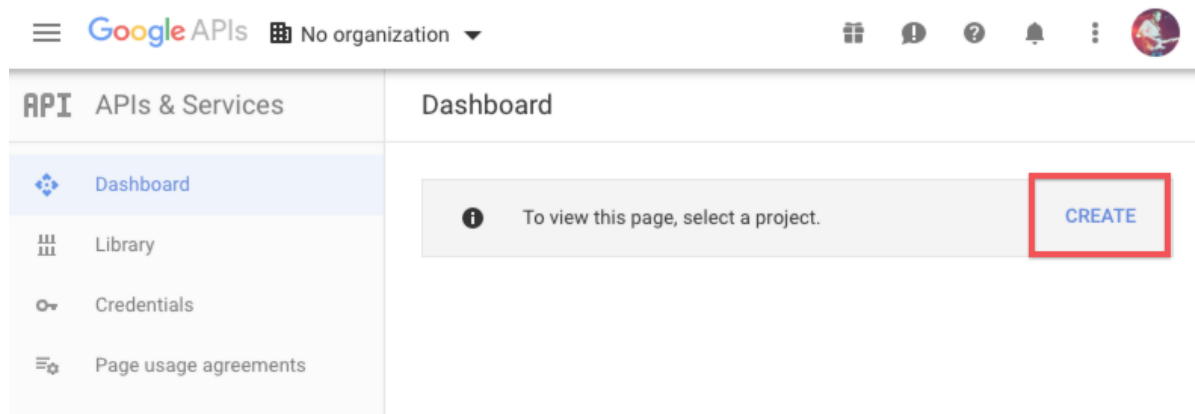 Google APIs No organization
API APIs & Services
Dashboard
Dashboard
To view this page, select a project.
CREATE
Library
Credentials
Page usage agreements